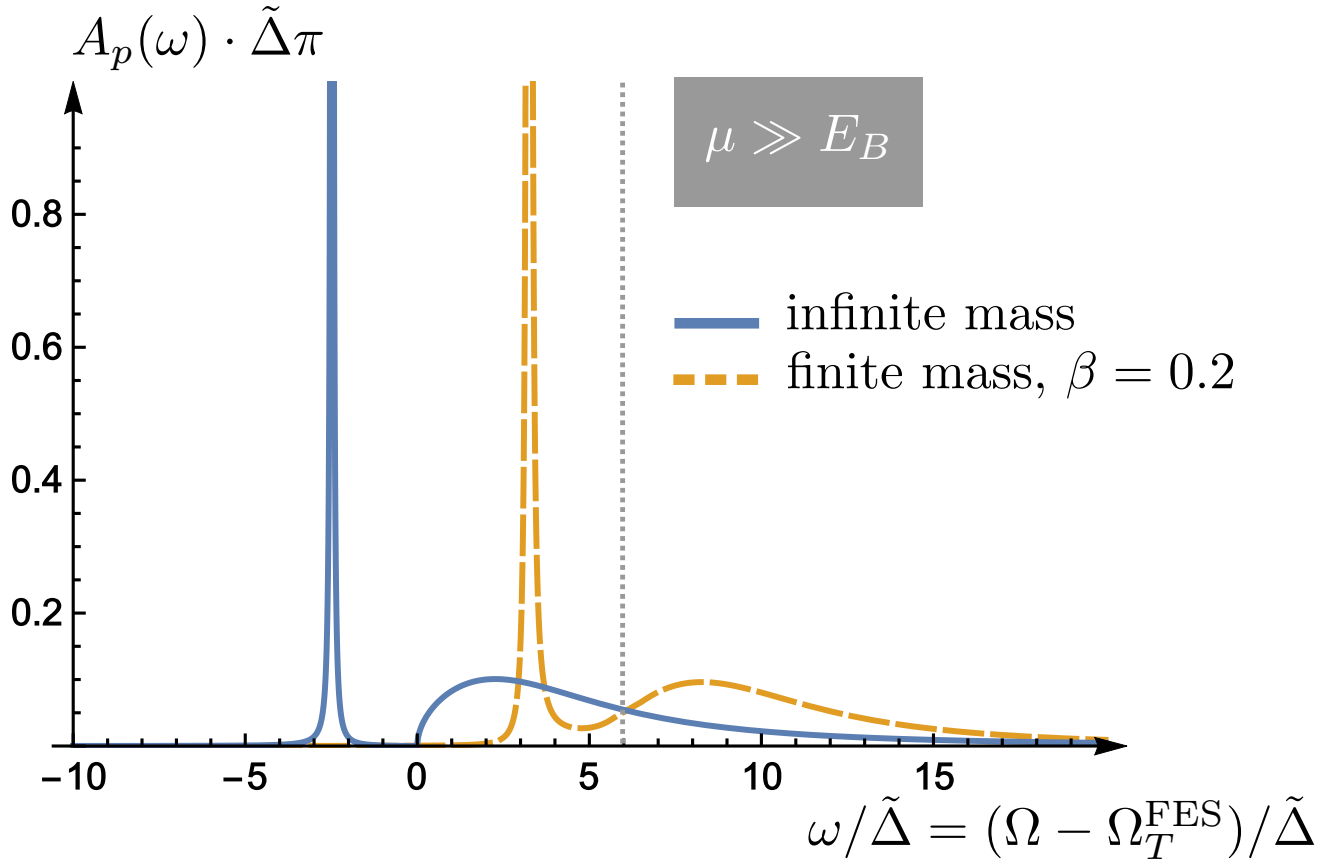 A_p(ω) · Δ̃π
μ ≫ E_B
0.8
0.6
0.4
0.2
infinite mass
finite mass, β = 0.2
−10
−5
0
5
10
15
ω/Δ̃ = (Ω − Ω_T^FES)/Δ̃